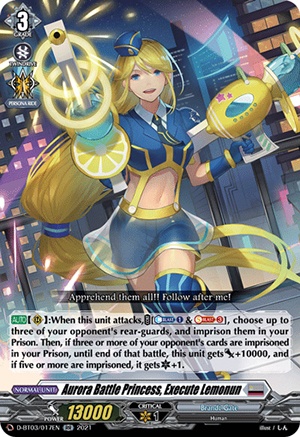 3
GRADE
TWIN DRIVE
PERSONA RIDE
Apprehend them all!! Follow after me!
AUTO:When this unit attacks, [ 1 & 3], choose up to
three of your opponent's rear-guards, and imprison them in your
Prison. Then, if three or more of your opponent's cards are imprisoned
in your Prison, until end of that battle, this unit gets +10000, and
if five or more are imprisoned, it gets +1.
NORMAL UNIT Aurora Battle Princess, Execute Lemonun
POWER 13000 CRITICAL 1 Brandt Gate
Human
D-BT03/017EN RR 2021 illust / L·A